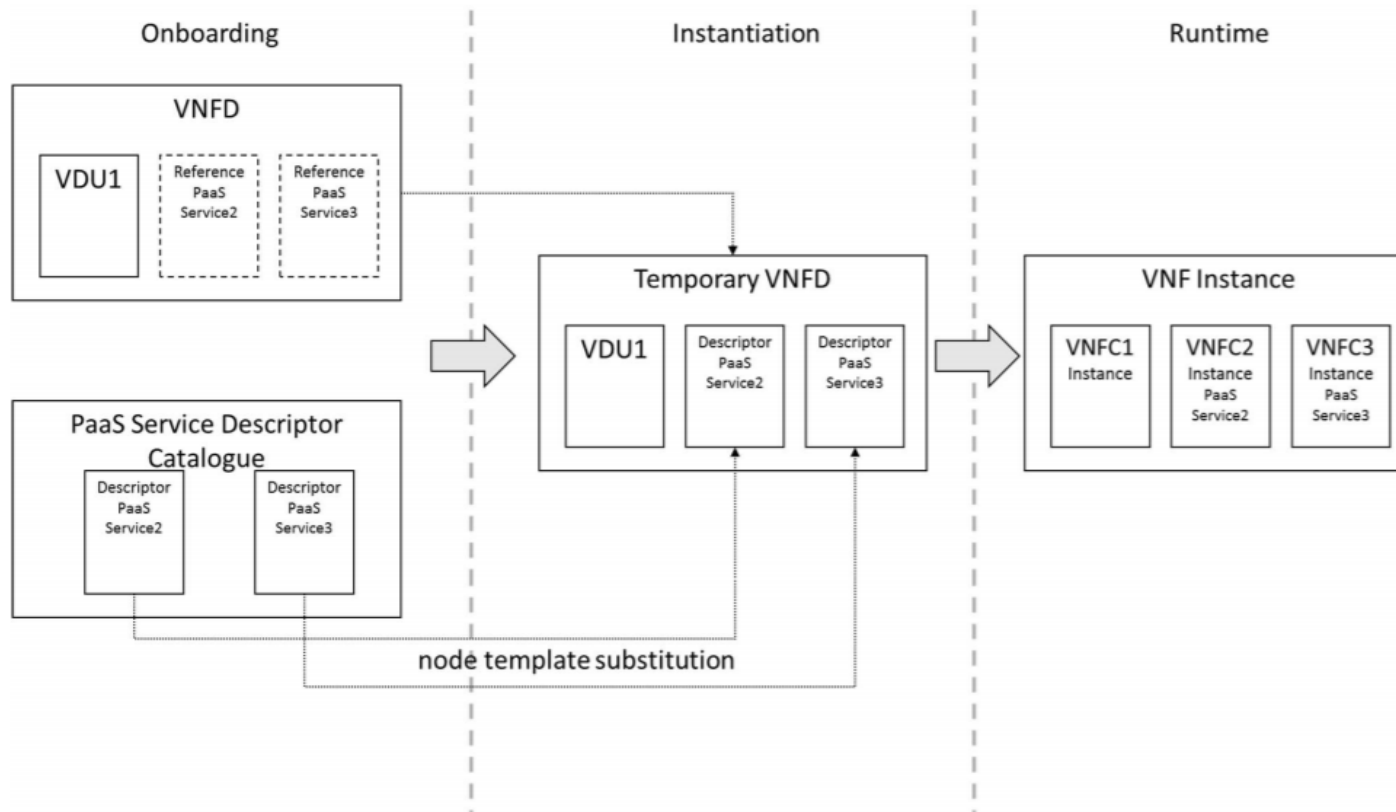 Onboarding
Instantiation
Runtime
VNFD
VDU1
Reference
PaaS
Service2
Reference
PaaS
Service3
PaaS Service Descriptor
Catalogue
Descriptor
PaaS
Service2
Descriptor
PaaS
Service3
node template substitution
Temporary VNFD
VDU1
Descriptor
PaaS
Service2
Descriptor
PaaS
Service3
VNF Instance
VNFC1
Instance
VNFC2
Instance
PaaS
Service2
VNFC3
Instance
PaaS
Service3